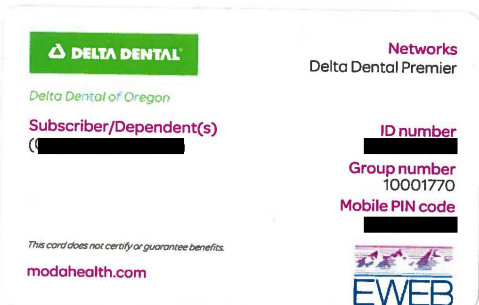 DELTA DENTAL
Delta Dental of Oregon
Subscriber/Dependent(s)
(
Networks
Delta Dental Premier
ID number
Group number
10001770
Mobile PIN code
This card does not certify or guarantee benefits.
modahealth.com
EWEB